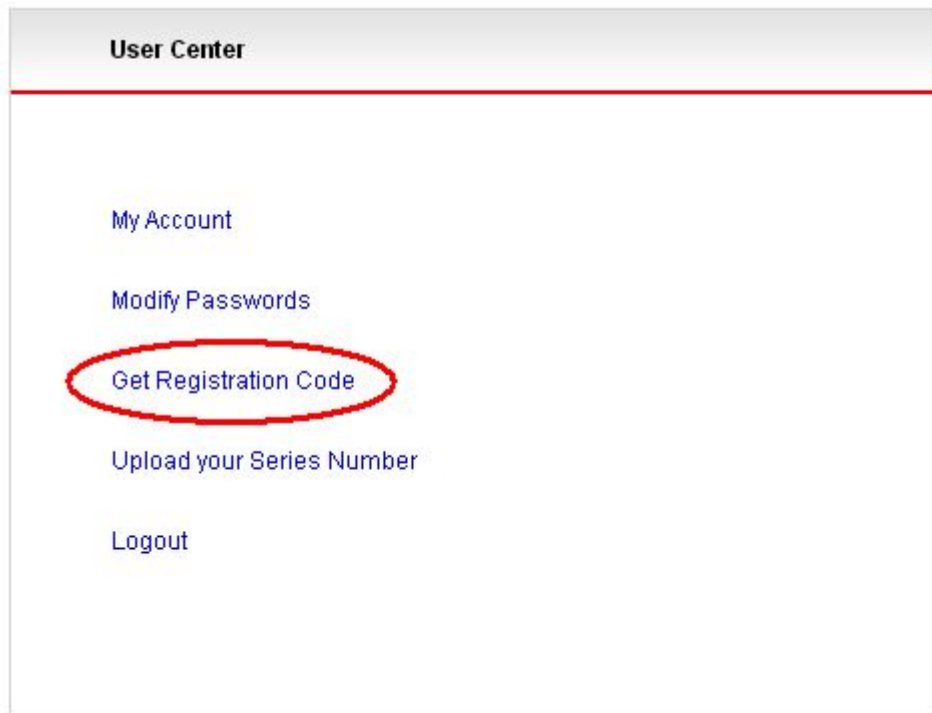 User Center
My Account
Modify Passwords
Get Registration Code
Upload your Series Number
Logout